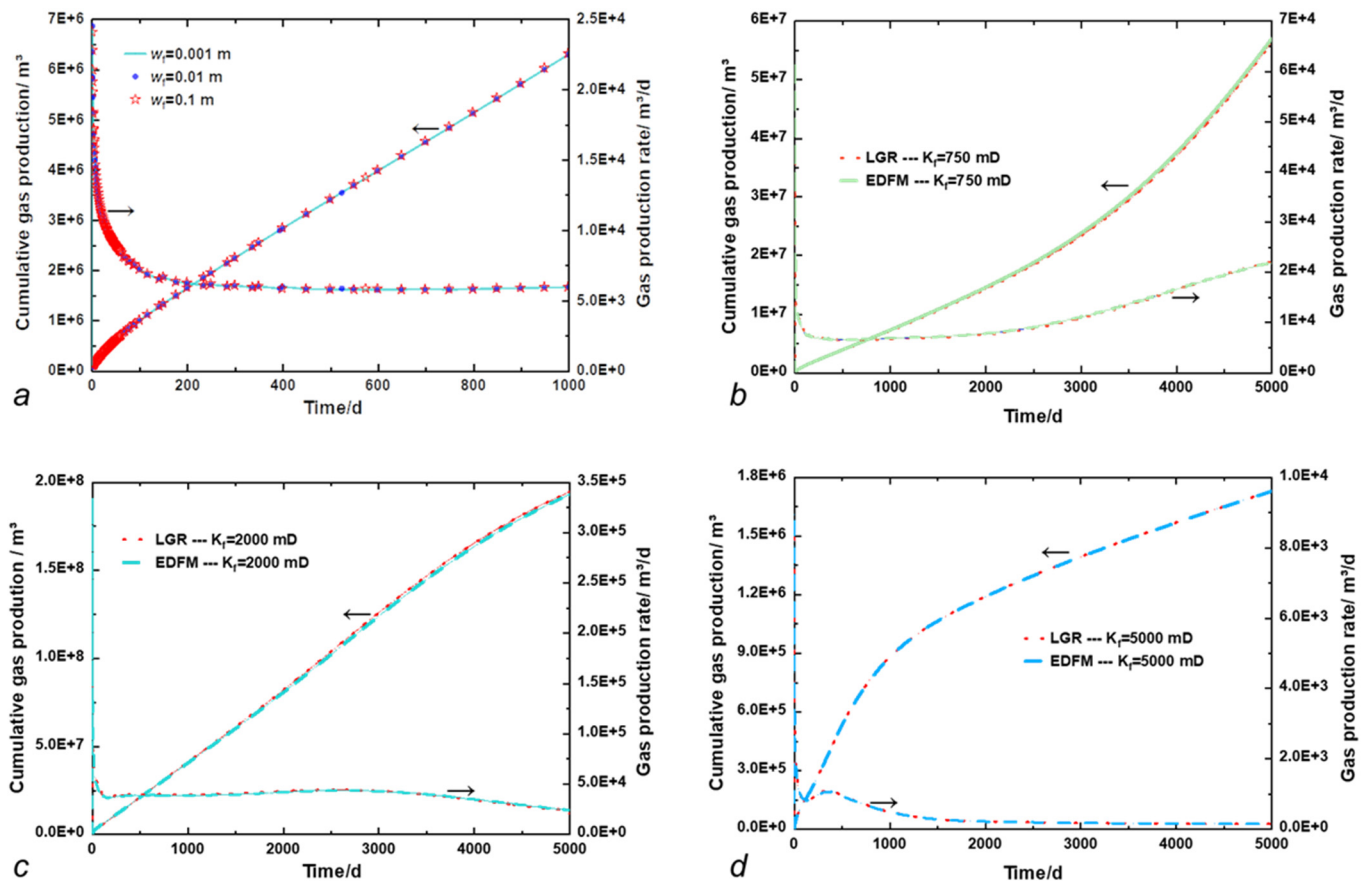 a
7E+6
6E+6
5E+6
4E+6
3E+6
2E+6
1E+6
0E+0
Cumulative gas production/ m³
wf=0.001 m
wf=0.01 m
wf=0.1 m
2.5E+4
2.0E+4
1.5E+4
1.0E+4
5.0E+3
0.0E+0
Gas production rate/ m³/d
0 200 400 600 800 1000
Time/d
b
6E+7
5E+7
4E+7
3E+7
2E+7
1E+7
0E+0
Cumulative gas production/ m³
LGR --- Kf=750 mD
EDFM --- Kf=750 mD
7E+4
6E+4
5E+4
4E+4
3E+4
2E+4
1E+4
0E+0
Gas production rate/ m³/d
0 1000 2000 3000 4000 5000
Time/d
c
2.0E+8
1.5E+8
1.0E+8
5.0E+7
0.0E+0
Cumulative gas prodution / m³
LGR --- Kf=2000 mD
EDFM --- Kf=2000 mD
3.5E+5
3.0E+5
2.5E+5
2.0E+5
1.5E+5
1.0E+5
5.0E+4
0.0E+0
Gas production rate/ m³/d
0 1000 2000 3000 4000 5000
Time/d
d
1.8E+6
1.5E+6
1.2E+6
9.0E+5
6.0E+5
3.0E+5
0.0E+0
Cumulative gas production/ m³
LGR --- Kf=5000 mD
EDFM --- Kf=5000 mD
1.0E+4
8.0E+3
6.0E+3
4.0E+3
2.0E+3
0.0E+0
Gas production rate/ m³/d
0 1000 2000 3000 4000 5000
Time/d